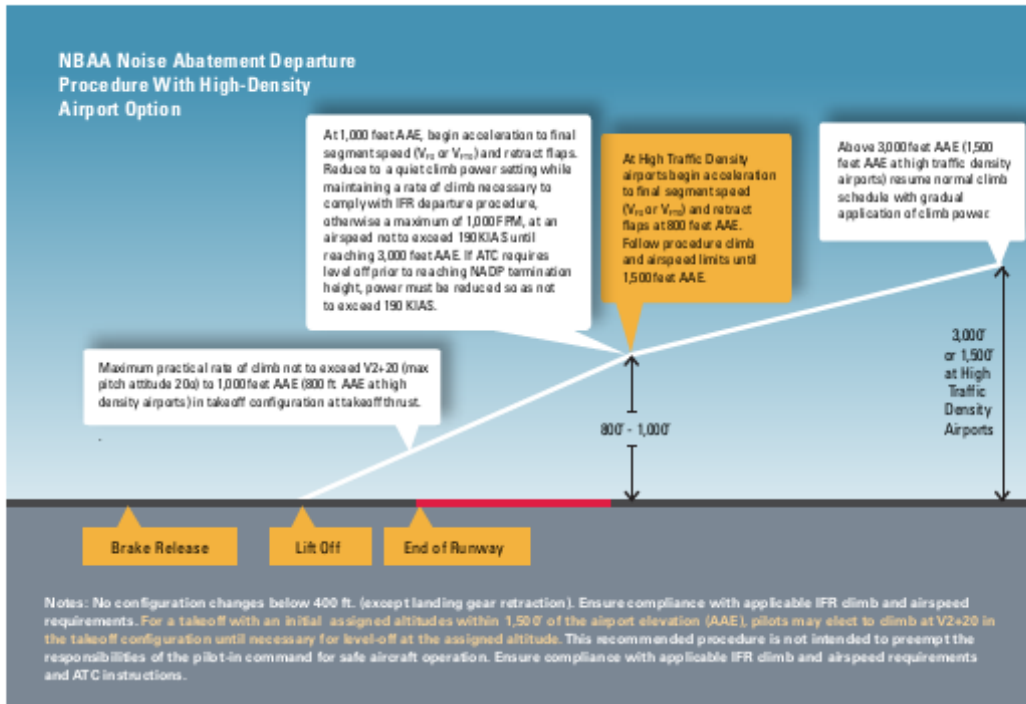 NBAA Noise Abatement Departure
Procedure With High-Density
Airport Option
At 1,000 feet AAE, begin acceleration to final
segment speed (VFS or VFTO) and retract flaps.
Reduce to a quiet climb power setting while
maintaining a rate of climb necessary to
comply with IFR departure procedure,
otherwise a maximum of 1,000 FPM, at an
airspeed not to exceed 190 KIAS until
reaching 3,000 feet AAE. If ATC requires
level off prior to reaching NADP termination
height, power must be reduced so as not
to exceed 190 KIAS.
At High Traffic Density
airports begin acceleration
to final segment speed
(VFS or VFTO) and retract
flaps at 800 feet AAE.
Follow procedure climb
and airspeed limits until
1,500 feet AAE.
Above 3,000 feet AAE (1,500
feet AAE at high traffic density
airports) resume normal climb
schedule with gradual
application of climb power.
Maximum practical rate of climb not to exceed V2+20 (max
pitch attitude 20o) to 1,000 feet AAE (800 ft. AAE at high
density airports) in takeoff configuration at takeoff thrust.
.
800' - 1,000'
3,000'
or 1,500'
at High
Traffic
Density
Airports
Brake Release
Lift Off
End of Runway
Notes: No configuration changes below 400 ft. (except landing gear retraction). Ensure compliance with applicable IFR climb and airspeed
requirements. For a takeoff with an initial assigned altitudes within 1,500' of the airport elevation (AAE), pilots may elect to climb at V2+20 in
the takeoff configuration until necessary for level-off at the assigned altitude. This recommended procedure is not intended to preempt the
responsibilities of the pilot-in command for safe aircraft operation. Ensure compliance with applicable IFR climb and airspeed requirements
and ATC instructions.